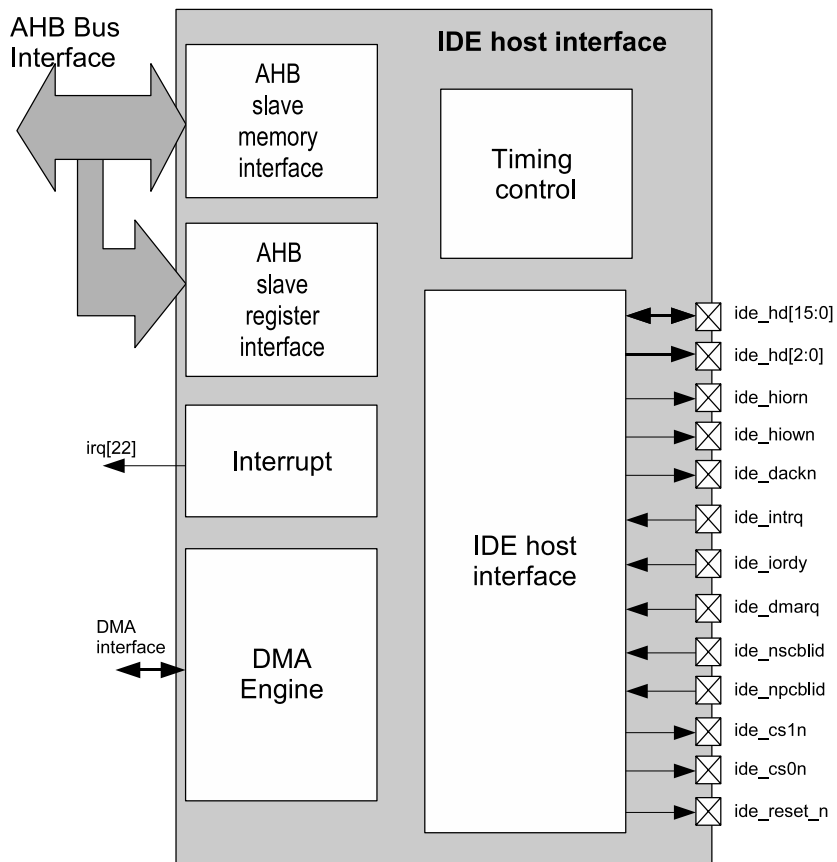 AHB Bus
Interface
IDE host interface
AHB
slave
memory
interface
Timing
control
AHB
slave
register
interface
irq[22]
Interrupt
DMA
interface
DMA
Engine
IDE host
interface
ide_hd[15:0]
ide_hd[2:0]
ide_hiorn
ide_hiown
ide_dackn
ide_intrq
ide_iordy
ide_dmarq
ide_nscblid
ide_npcblid
ide_cs1n
ide_cs0n
ide_reset_n